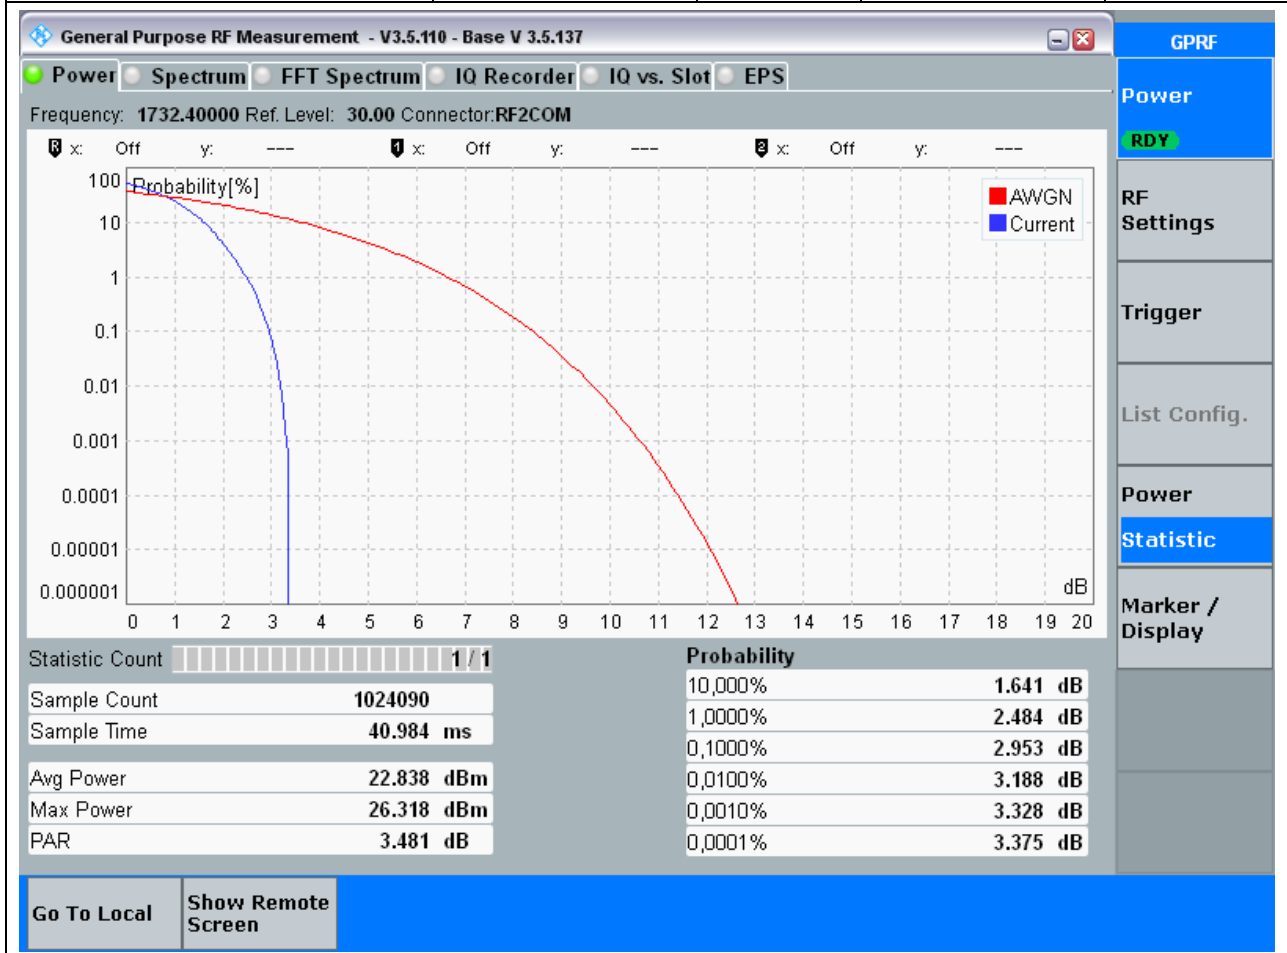 General Purpose RF Measurement - V3.5.110 - Base V 3.5.137
GPRF
Power Spectrum FFT Spectrum IQ Recorder IQ vs. Slot EPS
Frequency: 1732.40000 Ref. Level: 30.00 Connector:RF2COM
R x: Off y: --- 1 x: Off y: --- 2 x: Off y: ---
Probability[%]
AWGN
Current
100
10
1
0.1
0.01
0.001
0.0001
0.00001
0.000001
dB
0 1 2 3 4 5 6 7 8 9 10 11 12 13 14 15 16 17 18 19 20
Statistic Count 1 / 1
Sample Count 1024090
Sample Time 40.984 ms
Avg Power 22.838 dBm
Max Power 26.318 dBm
PAR 3.481 dB
Probability
10,000% 1.641 dB
1,0000% 2.484 dB
0,1000% 2.953 dB
0,0100% 3.188 dB
0,0010% 3.328 dB
0,0001% 3.375 dB
Power
RDY
RF
Settings
Trigger
List Config.
Power
Statistic
Marker /
Display
Go To Local
Show Remote
Screen